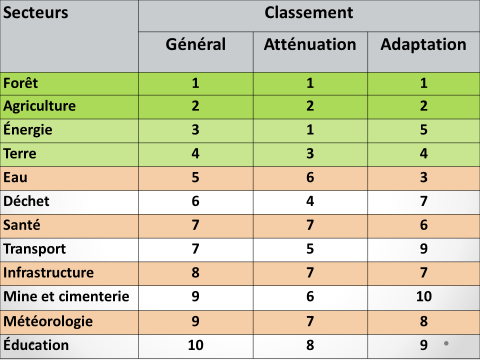 Secteurs Classement
Général Atténuation Adaptation
Forêt 1 1 1
Agriculture 2 2 2
Énergie 3 1 5
Terre 4 3 4
Eau 5 6 3
Déchet 6 4 7
Santé 7 7 6
Transport 7 5 9
Infrastructure 8 7 7
Mine et cimenterie 9 6 10
Météorologie 9 7 8
Éducation 10 8 9